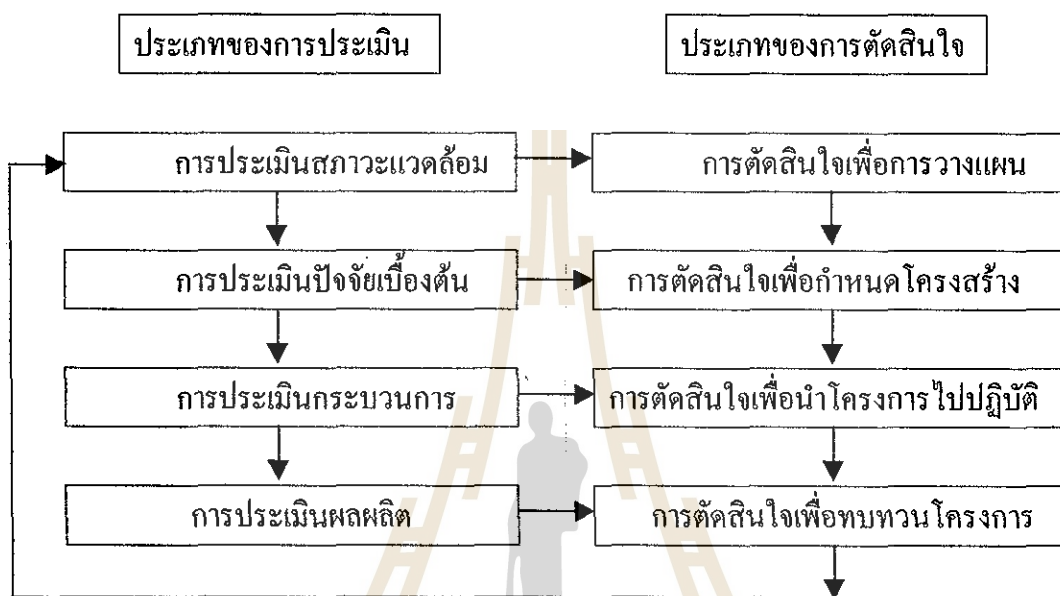 ประเภทของการประเมิน ประเภทของการตัดสินใจ
การประเมินสภาวะแวดล้อม การตัดสินใจเพื่อการวางแผน
การประเมินปัจจัยเบื้องต้น การตัดสินใจเพื่อกำหนดโครงสร้าง
การประเมินกระบวนการ การตัดสินใจเพื่อนำโครงการไปปฏิบัติ
การประเมินผลผลิต การตัดสินใจเพื่อทบทวนโครงการ